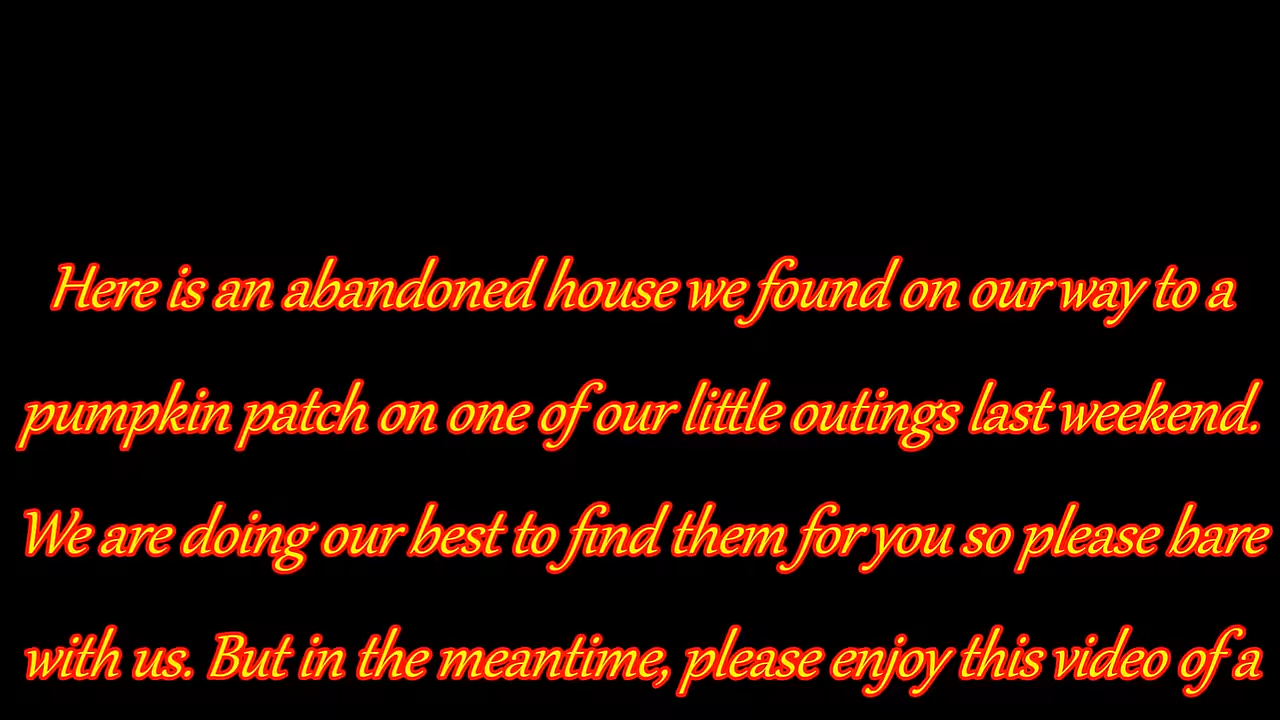 Here is an abandoned house we found on our way to a
pumpkin patch on one of our little outings last weekend.
We are doing our best to find them for you so please bare
with us. But in the meantime, please enjoy this video of a